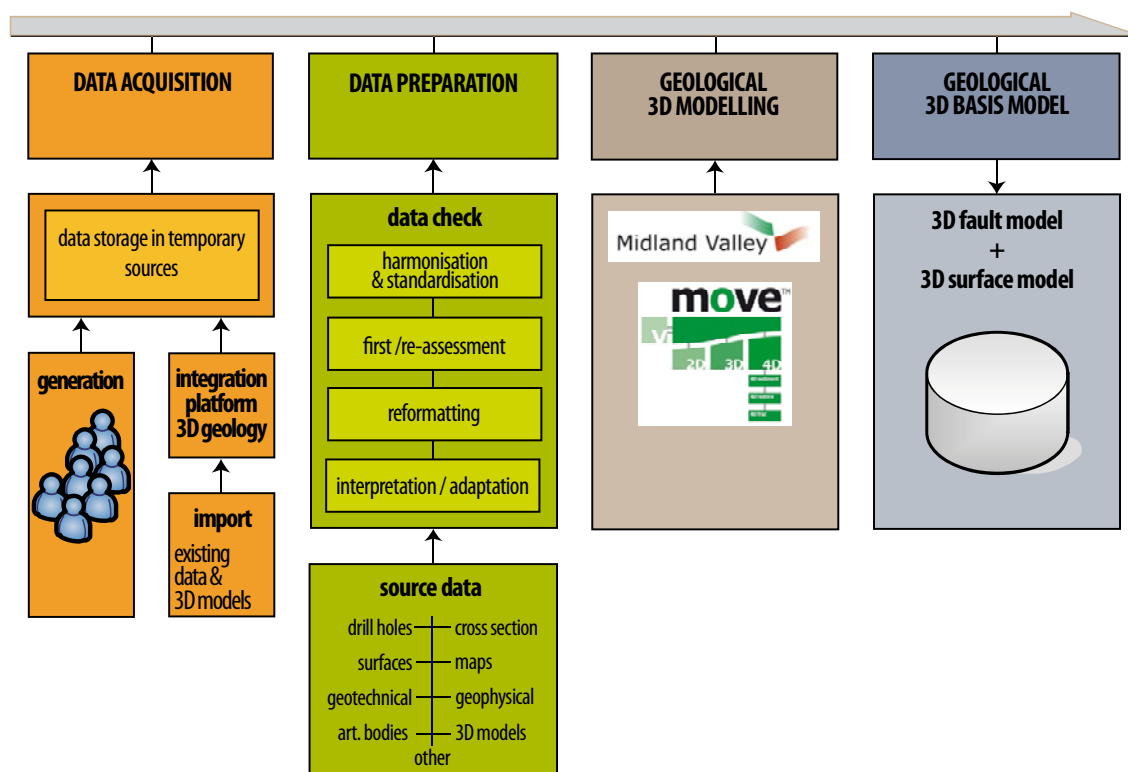 DATA ACQUISITION
DATA PREPARATION
GEOLOGICAL
3D MODELLING
GEOLOGICAL
3D BASIS MODEL
data storage in temporary
sources
generation
integration
platform
3D geology
import
existing
data &
3D models
data check
harmonisation
& standardisation
first /re-assessment
reformatting
interpretation / adaptation
source data
drill holes
cross section
surfaces
maps
geotechnical
geophysical
art. bodies
3D models
other
Midland Valley
move™
Vi
2D
3D
4D
3D fault model
+
3D surface model